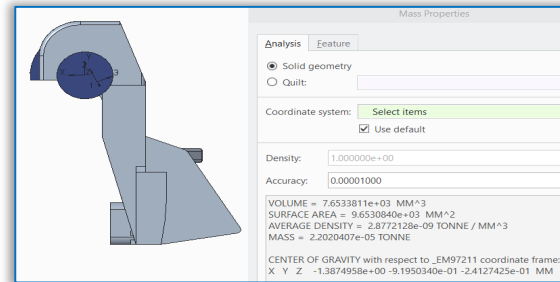 Mass Properties
Analysis Feature
Solid geometry
Quilt:
Coordinate system: Select items
Use default
Density: 1.000000e+00
Accuracy: 0.00001000
VOLUME = 7.6533811e+03 MM^3
SURFACE AREA = 9.6530840e+03 MM^2
AVERAGE DENSITY = 2.8772128e-09 TONNE / MM^3
MASS = 2.2020407e-05 TONNE
CENTER OF GRAVITY with respect to _EM97211 coordinate frame:
X Y Z -1.3874958e+00 -9.1950340e-01 -2.4127425e-01 MM